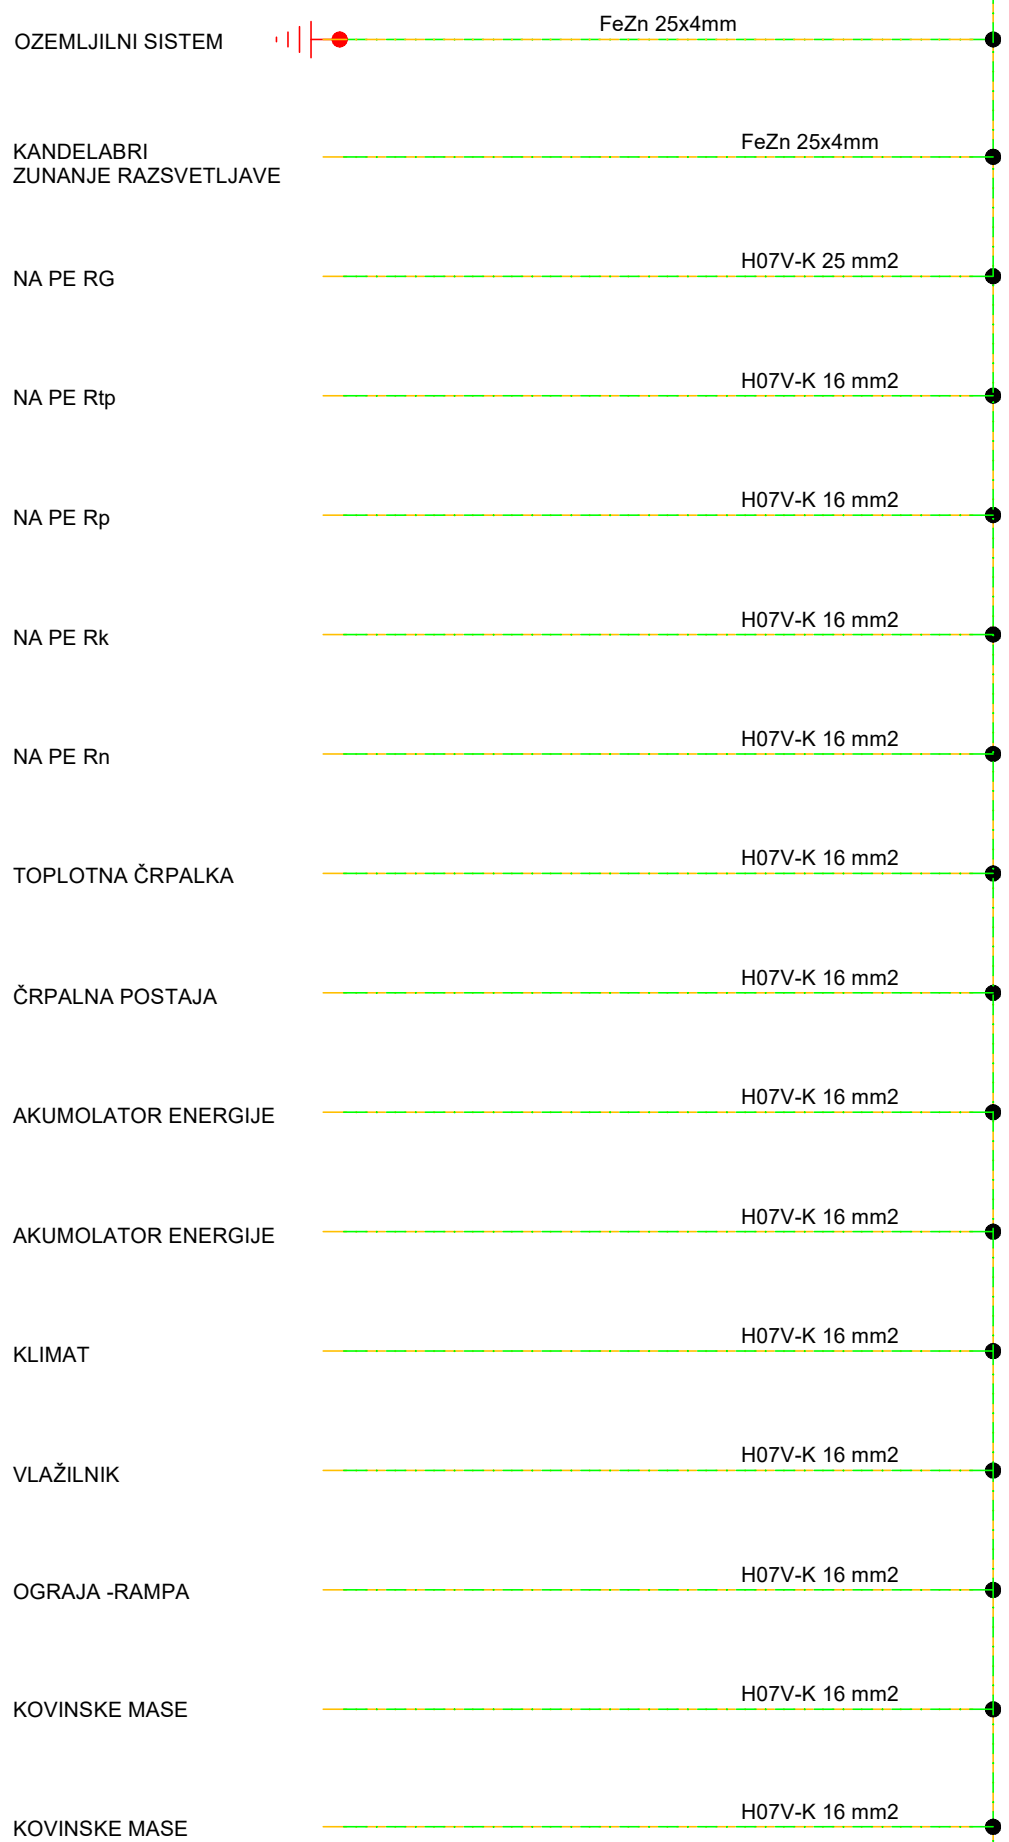 FeZn 25x4mm
OZEMLJILNI SISTEM
FeZn 25x4mm
KANDELABRI
ZUNANJE RAZSVETLJAVE
H07V-K 25 mm2
NA PE RG
H07V-K 16 mm2
NA PE Rtp
H07V-K 16 mm2
NA PE Rp
H07V-K 16 mm2
NA PE Rk
H07V-K 16 mm2
NA PE Rn
H07V-K 16 mm2
TOPLOTNA ČRPALKA
H07V-K 16 mm2
ČRPALNA POSTAJA
H07V-K 16 mm2
AKUMOLATOR ENERGIJE
H07V-K 16 mm2
AKUMOLATOR ENERGIJE
H07V-K 16 mm2
KLIMAT
H07V-K 16 mm2
VLAŽILNIK
H07V-K 16 mm2
OGRAJA -RAMPA
H07V-K 16 mm2
KOVINSKE MASE
H07V-K 16 mm2
KOVINSKE MASE